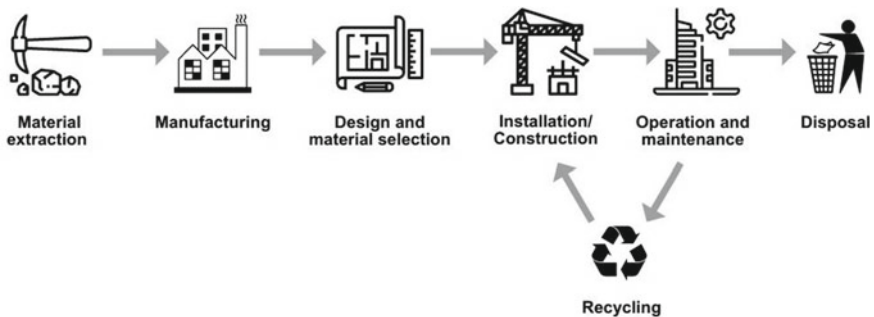 Material
extraction
Manufacturing
Design and
material selection
Installation/
Construction
Operation and
maintenance
Disposal
Recycling